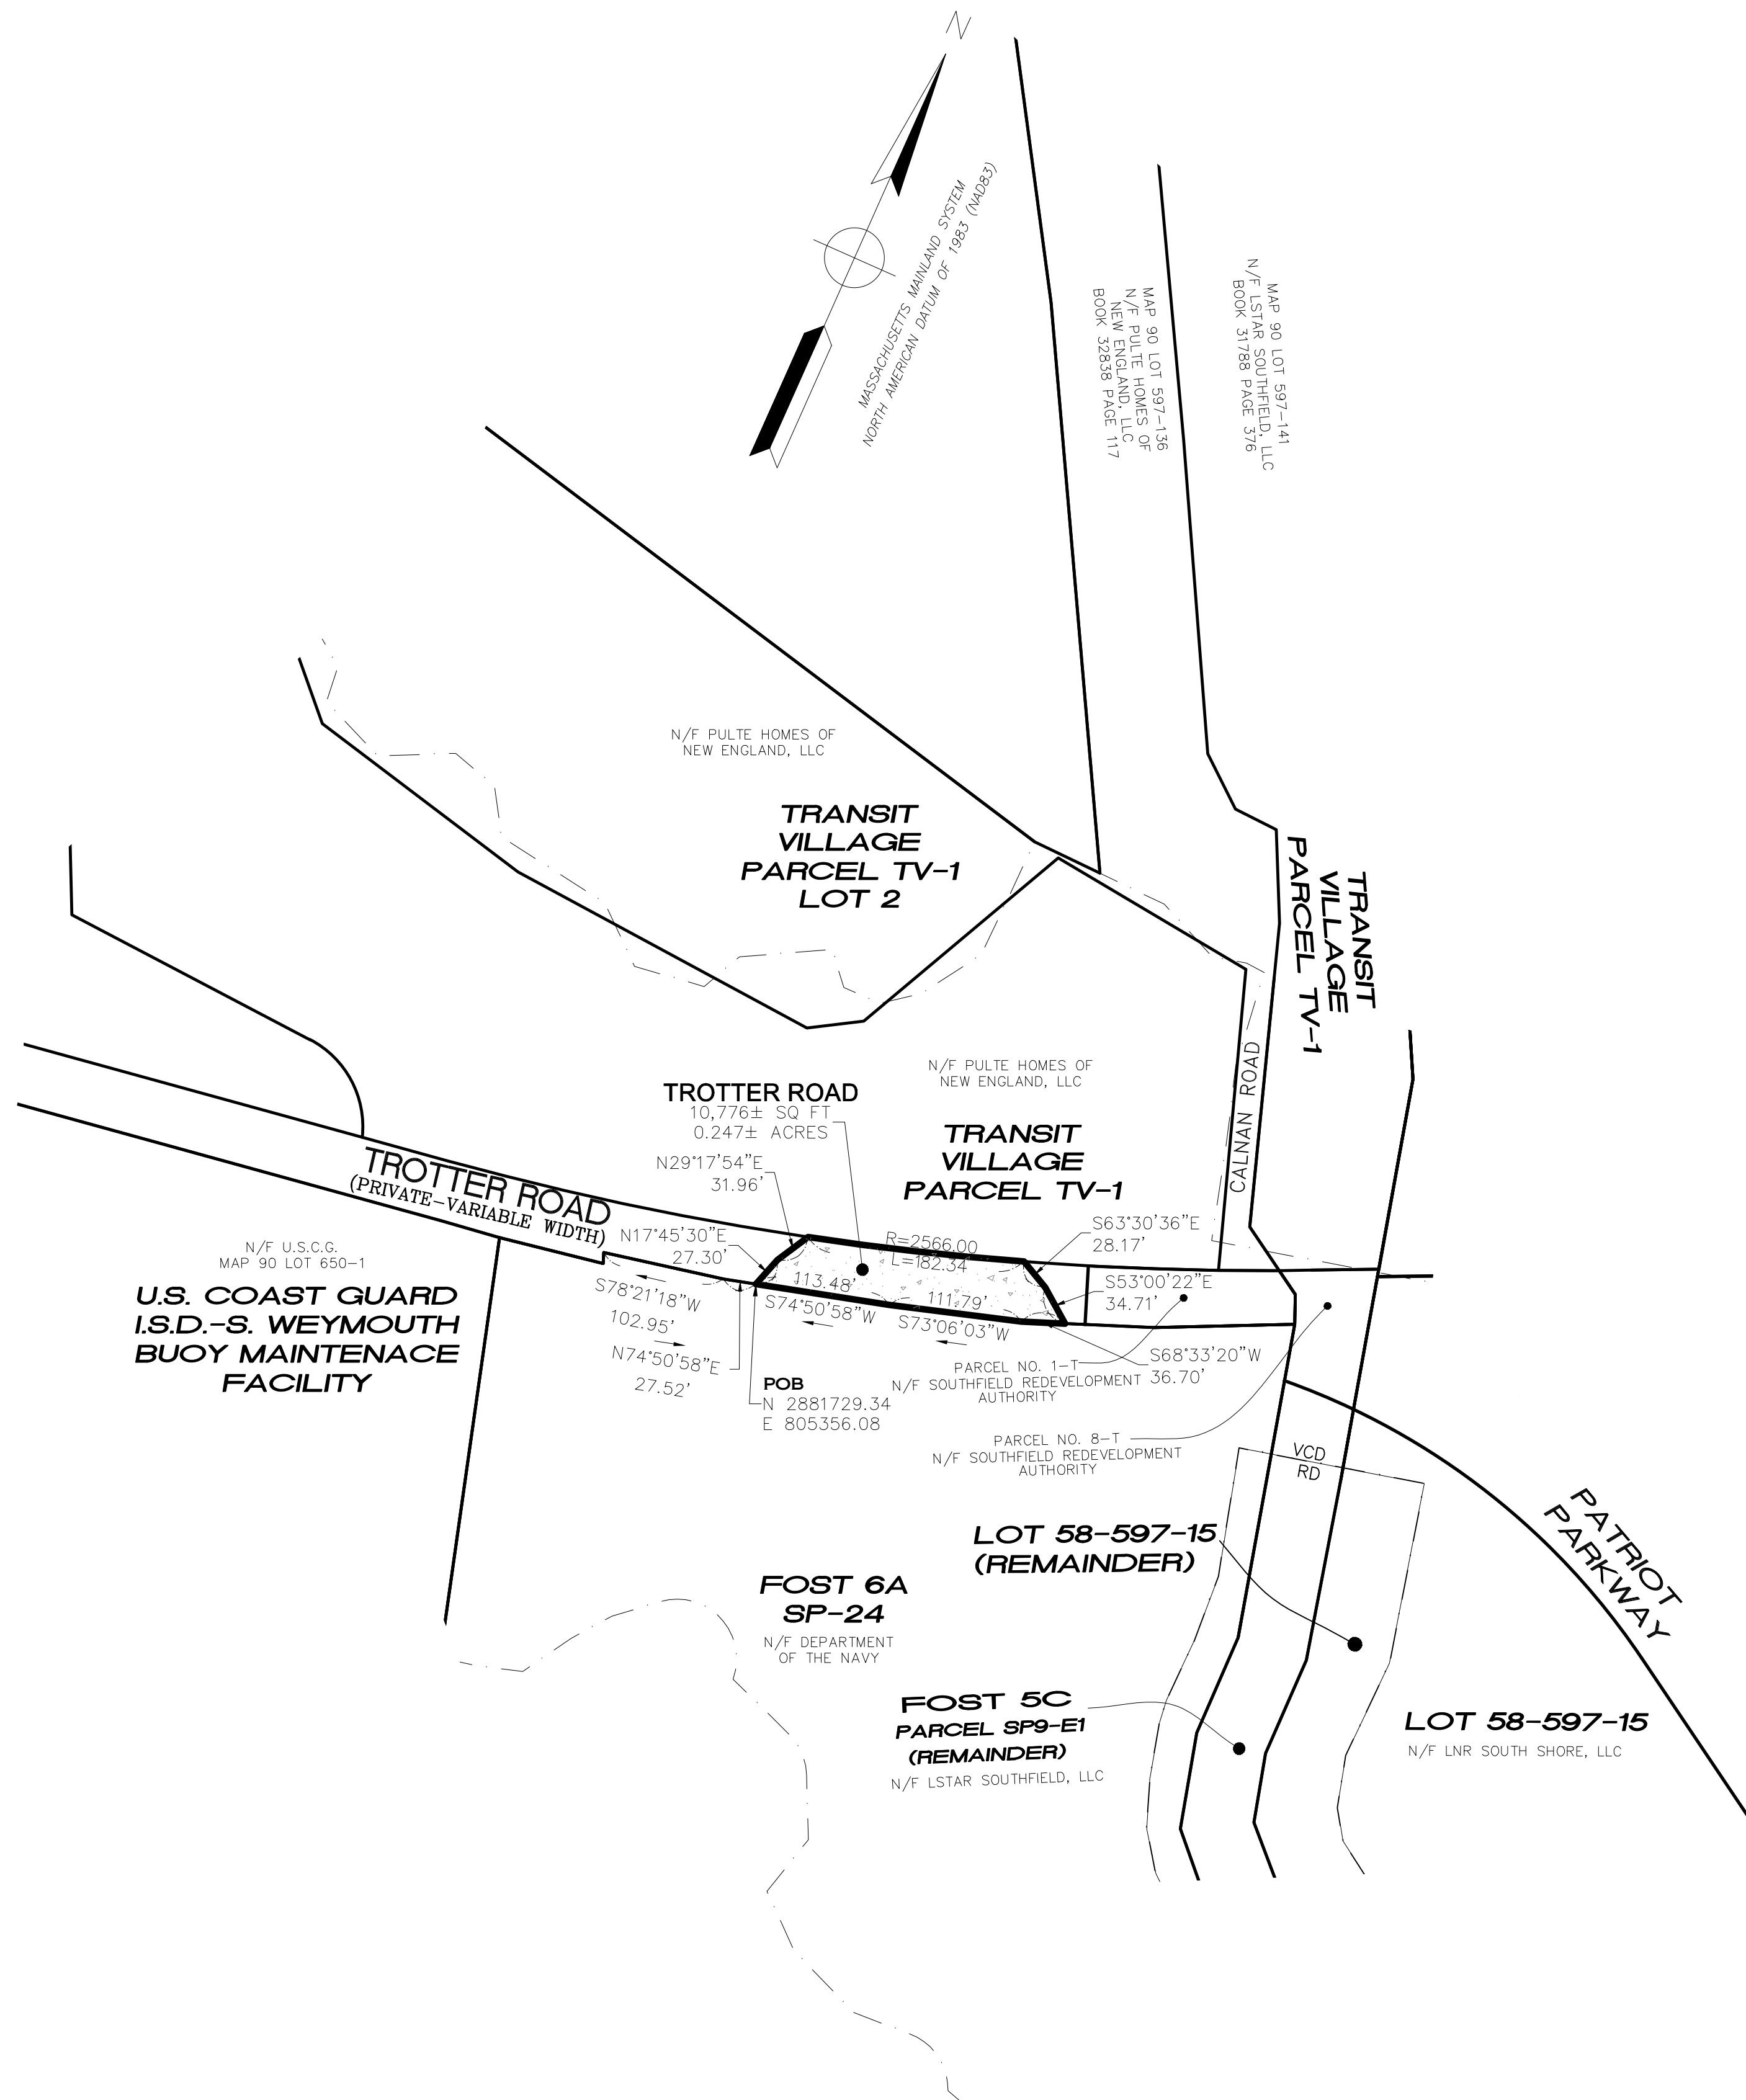 N
MASSACHUSETTS MAINLAND SYSTEM
NORTH AMERICAN DATUM OF 1983 (NAD83)
MAP 90 LOT 597-136
N/F PULTE HOMES OF
NEW ENGLAND, LLC
BOOK 32838 PAGE 117
MAP 90 LOT 597-141
N/F LSTAR SOUTHFIELD, LLC
BOOK 31788 PAGE 376
N/F PULTE HOMES OF
NEW ENGLAND, LLC
TRANSIT
VILLAGE
PARCEL TV-1
LOT 2
TRANSIT
VILLAGE
PARCEL TV-1
CALNAN ROAD
N/F PULTE HOMES OF
NEW ENGLAND, LLC
TRANSIT
VILLAGE
PARCEL TV-1
TROTTER ROAD
10,776± SQ FT
0.247± ACRES
N29°17'54"E
31.96'
N17°45'30"E
27.30'
TROTTER ROAD
(PRIVATE-VARIABLE WIDTH)
R=2566.00
L=182.34
S63°30'36"E
28.17'
S53°00'22"E
34.71'
113.48'
S74°50'58"W
111.79'
S73°06'03"W
S68°33'20"W
36.70'
S78°21'18"W
102.95'
N74°50'58"E
27.52'
POB
N 2881729.34
E 805356.08
N/F U.S.C.G.
MAP 90 LOT 650-1
U.S. COAST GUARD
I.S.D.-S. WEYMOUTH
BUOY MAINTENACE
FACILITY
PARCEL NO. 1-T
N/F SOUTHFIELD REDEVELOPMENT
AUTHORITY
PARCEL NO. 8-T
N/F SOUTHFIELD REDEVELOPMENT
AUTHORITY
VCD
RD
PATRIOT
PARKWAY
LOT 58-597-15
(REMAINDER)
FOST 6A
SP-24
N/F DEPARTMENT
OF THE NAVY
FOST 5C
PARCEL SP9-E1
(REMAINDER)
N/F LSTAR SOUTHFIELD, LLC
LOT 58-597-15
N/F LNR SOUTH SHORE, LLC